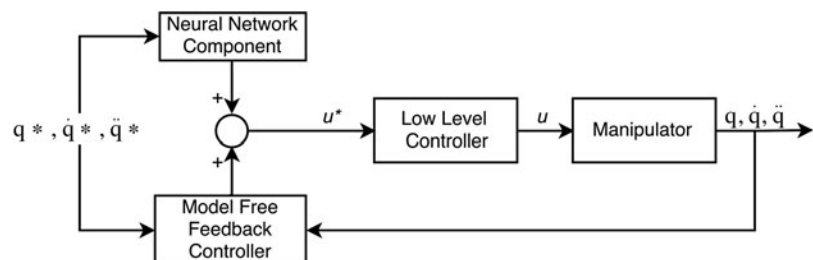 Neural Network
Component
+
q * , q̇ * , q̈ *
u*
Low Level
Controller
u
Manipulator
q, q̇, q̈
+
Model Free
Feedback
Controller